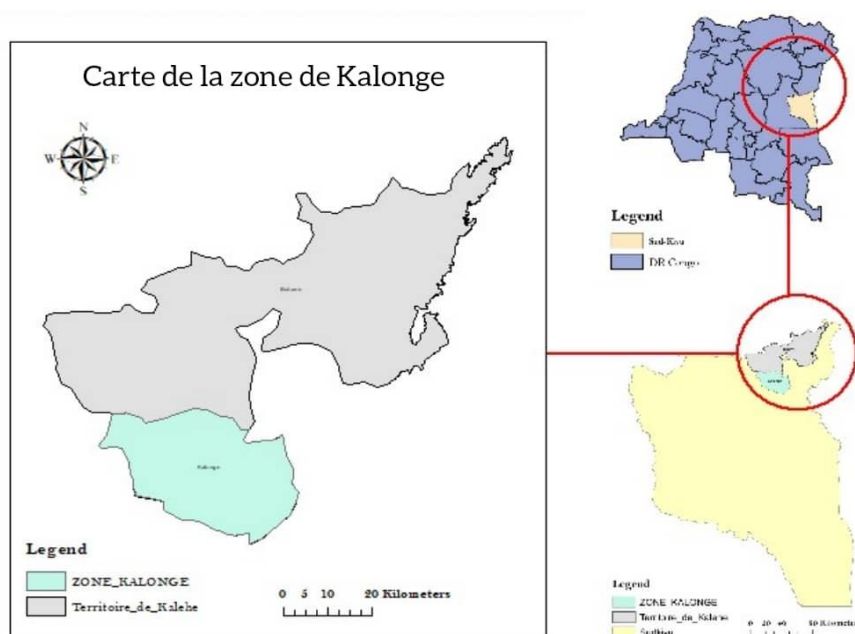 Carte de la zone de Kalonge
N
W E
S
Kalonge
Legend
ZONE_KALONGE
Territoire_de_Kalehe
0 5 10 20 Kilometers
Legend
Sud-Kivu
DR Congo
Legend
ZONE_KALONGE
Territoire_de_Kalehe